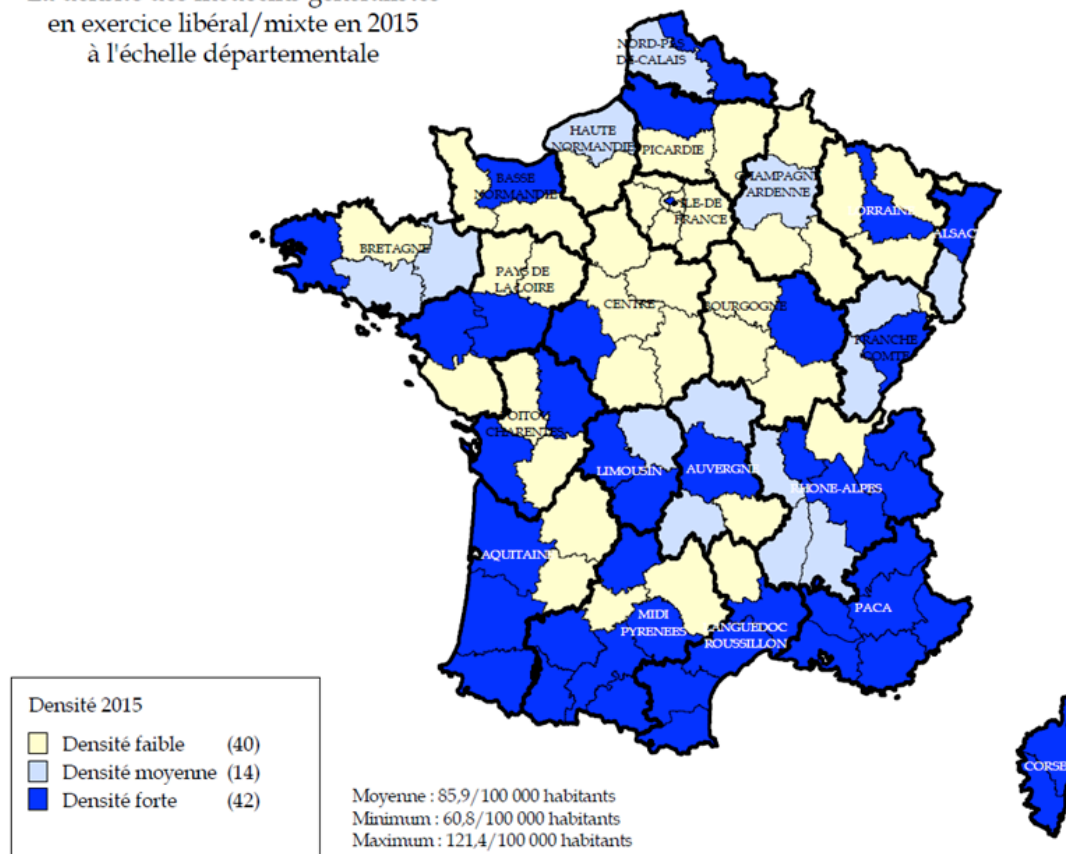 en exercice libéral/mixte en 2015
à l'échelle départementale
NORD-PAS
DE-CALAIS
HAUTE
NORMANDIE
PICARDIE
BASSE
NORMANDIE
CHAMPAGNE
ARDENNE
ILE-DE
FRANCE
LORRAINE
ALSAC
BRETAGNE
PAYS DE
LA LOIRE
CENTRE
BOURGOGNE
FRANCHE
COMTE
POITOU
CHARENTES
LIMOUSIN
AUVERGNE
RHONE-ALPES
AQUITAINE
MIDI
PYRENEES
LANGUEDOC
ROUSSILLON
PACA
CORSE
Densité 2015
Densité faible (40)
Densité moyenne (14)
Densité forte (42)
Moyenne : 85,9/100 000 habitants
Minimum : 60,8/100 000 habitants
Maximum : 121,4/100 000 habitants